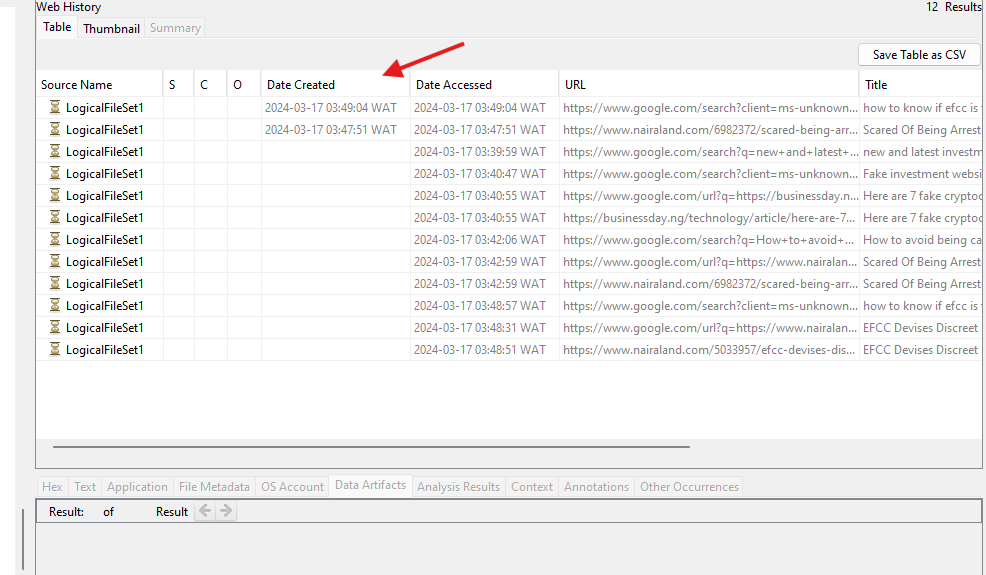 Web History 12 Results
Table Thumbnail Summary
Save Table as CSV
Source Name S C O Date Created Date Accessed URL Title
LogicalFileSet1 2024-03-17 03:49:04 WAT 2024-03-17 03:49:04 WAT https://www.google.com/search?client=ms-unknown... how to know if efcc is
LogicalFileSet1 2024-03-17 03:47:51 WAT 2024-03-17 03:47:51 WAT https://www.nairaland.com/6982372/scared-being-arr... Scared Of Being Arrest
LogicalFileSet1 2024-03-17 03:39:59 WAT https://www.google.com/search?q=new+and+latest+... new and latest investm
LogicalFileSet1 2024-03-17 03:40:47 WAT https://www.google.com/search?client=ms-unknown... Fake investment websi
LogicalFileSet1 2024-03-17 03:40:55 WAT https://www.google.com/url?q=https://businessday.n... Here are 7 fake cryptoc
LogicalFileSet1 2024-03-17 03:40:55 WAT https://businessday.ng/technology/article/here-are-7... Here are 7 fake cryptoc
LogicalFileSet1 2024-03-17 03:42:06 WAT https://www.google.com/search?q=How+to+avoid+... How to avoid being ca
LogicalFileSet1 2024-03-17 03:42:59 WAT https://www.google.com/url?q=https://www.nairalan... Scared Of Being Arrest
LogicalFileSet1 2024-03-17 03:42:59 WAT https://www.nairaland.com/6982372/scared-being-arr... Scared Of Being Arrest
LogicalFileSet1 2024-03-17 03:48:57 WAT https://www.google.com/search?client=ms-unknown... how to know if efcc is
LogicalFileSet1 2024-03-17 03:48:31 WAT https://www.google.com/url?q=https://www.nairalan... EFCC Devises Discreet
LogicalFileSet1 2024-03-17 03:48:51 WAT https://www.nairaland.com/5033957/efcc-devises-dis... EFCC Devises Discreet
Hex Text Application File Metadata OS Account Data Artifacts Analysis Results Context Annotations Other Occurrences
Result: of Result